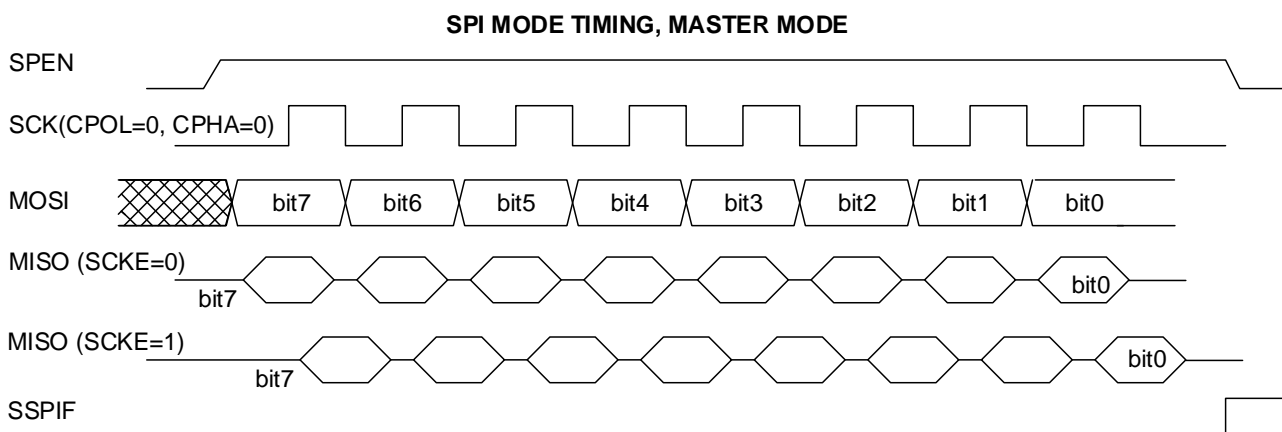 SPI MODE TIMING, MASTER MODE
SPEN
SCK(CPOL=0, CPHA=0)
MOSI bit7 bit6 bit5 bit4 bit3 bit2 bit1 bit0
MISO (SCKE=0)
bit7 bit0
MISO (SCKE=1)
bit7 bit0
SSPIF